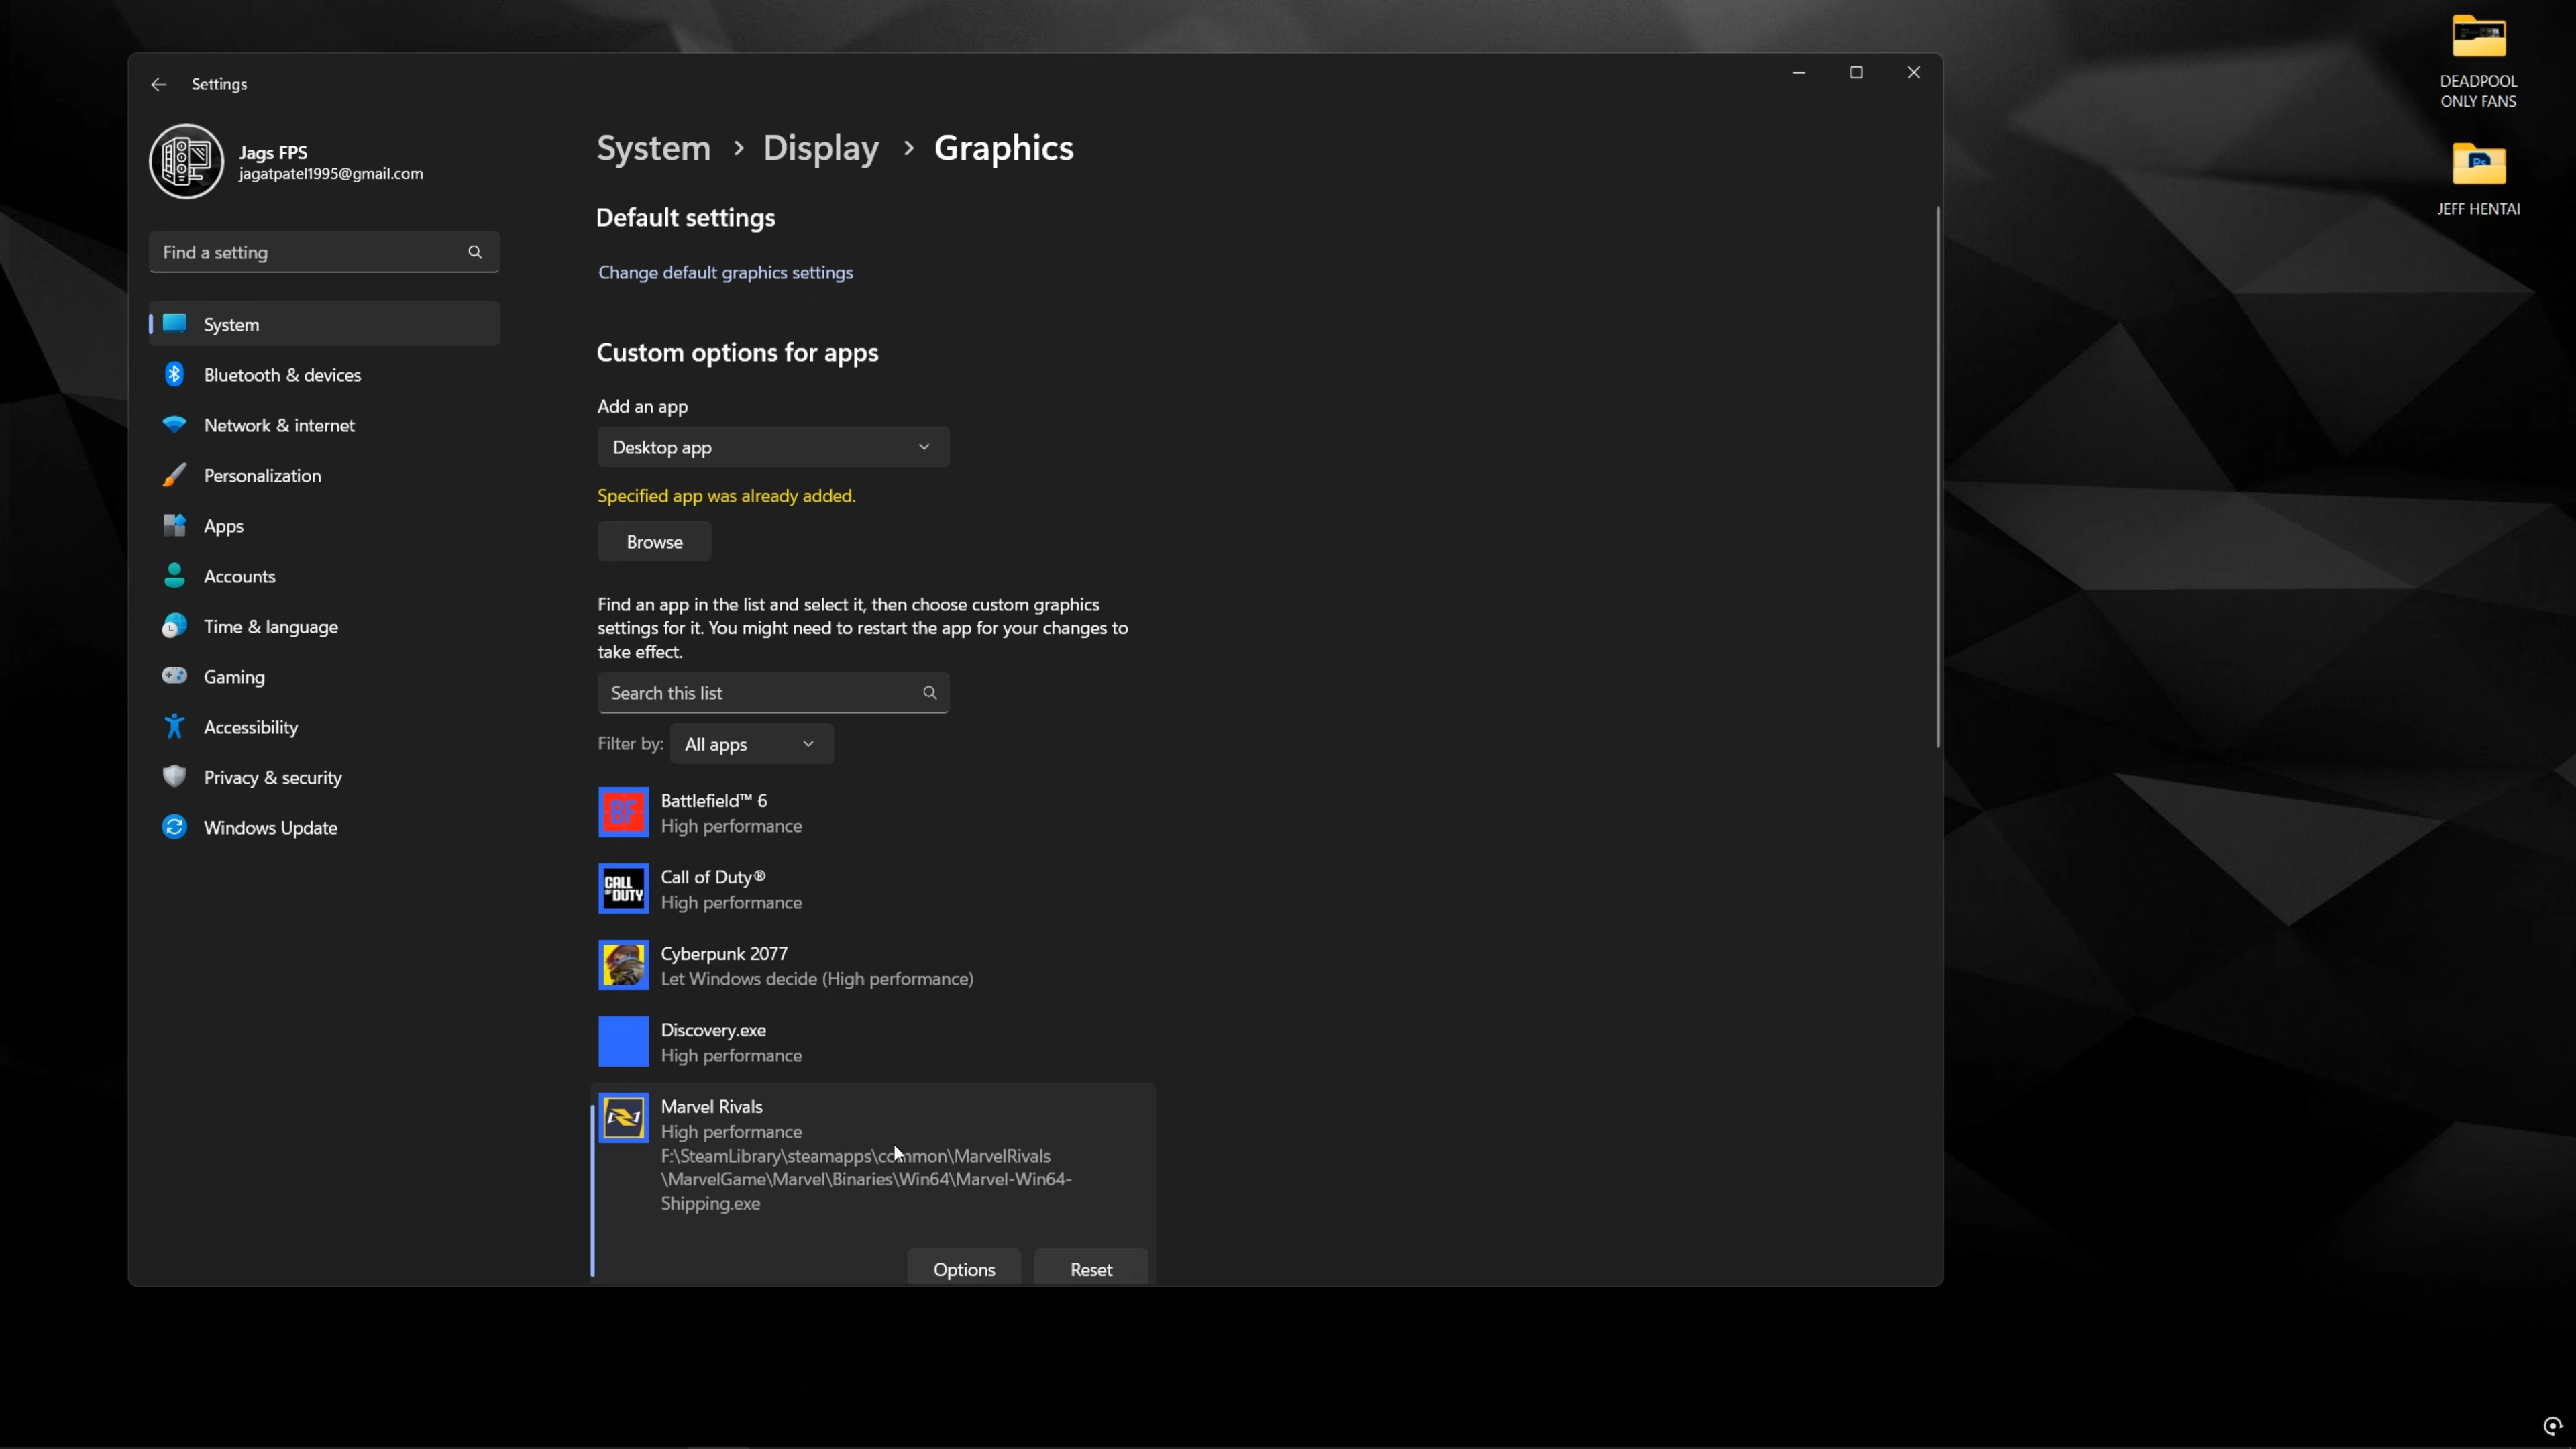 Settings
Jags FPS
jagatpatel1995@gmail.com
Find a setting
System
Bluetooth & devices
Network & internet
Personalization
Apps
Accounts
Time & language
Gaming
Accessibility
Privacy & security
Windows Update
System > Display > Graphics
Default settings
Change default graphics settings
Custom options for apps
Add an app
Desktop app
Specified app was already added.
Browse
Find an app in the list and select it, then choose custom graphics
settings for it. You might need to restart the app for your changes to
take effect.
Search this list
Filter by: All apps
BF
Battlefield™ 6
High performance
CALL
OF DUTY
Call of Duty®
High performance
Cyberpunk 2077
Let Windows decide (High performance)
Discovery.exe
High performance
Marvel Rivals
High performance
F:\SteamLibrary\steamapps\common\MarvelRivals
\MarvelGame\Marvel\Binaries\Win64\Marvel-Win64-
Shipping.exe
Options
Reset
DEADPOOL
ONLY FANS
Ps
JEFF HENTAI